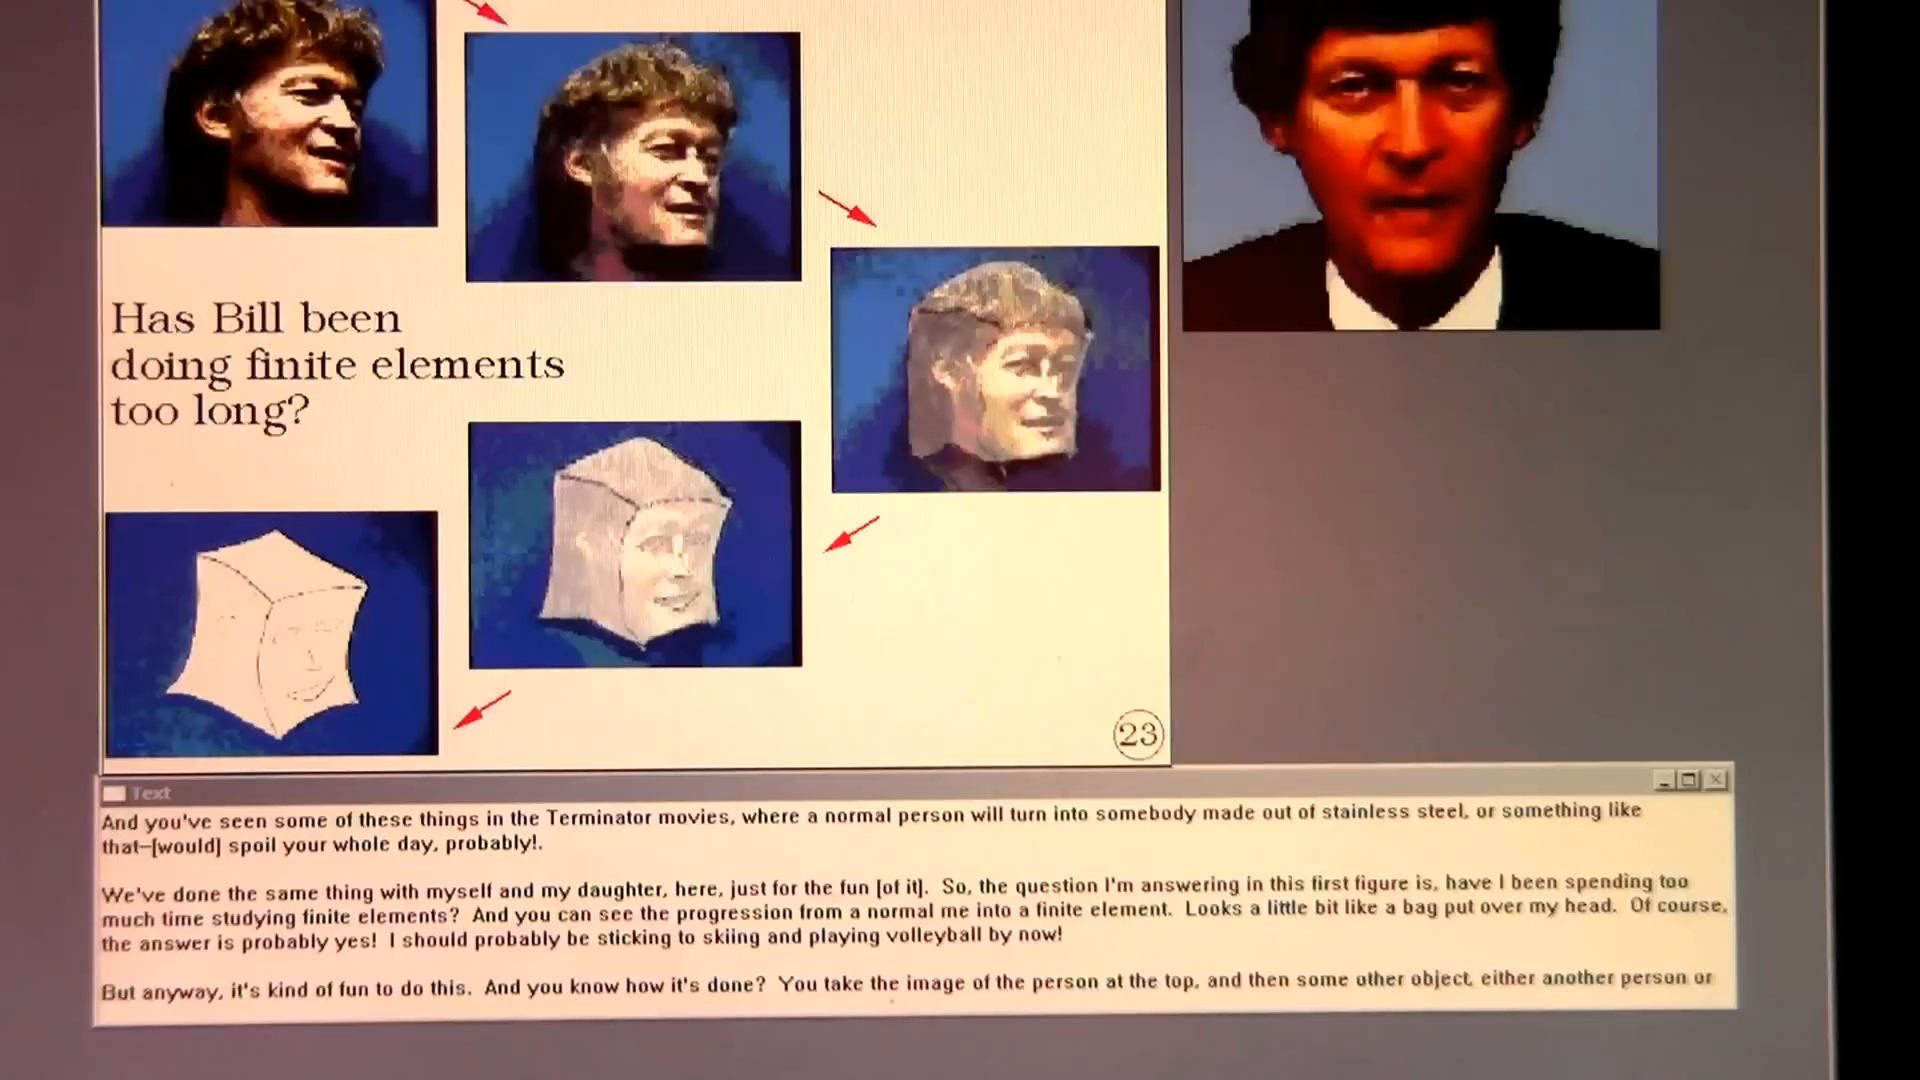 Has Bill been
doing finite elements
too long?
23
Text
And you've seen some of these things in the Terminator movies, where a normal person will turn into somebody made out of stainless steel, or something like
that–[would] spoil your whole day, probably!.
We've done the same thing with myself and my daughter, here, just for the fun [of it].  So, the question I'm answering in this first figure is, have I been spending too
much time studying finite elements?  And you can see the progression from a normal me into a finite element.  Looks a little bit like a bag put over my head.  Of course,
the answer is probably yes!  I should probably be sticking to skiing and playing volleyball by now!
But anyway, it's kind of fun to do this.  And you know how it's done?  You take the image of the person at the top, and then some other object, either another person or